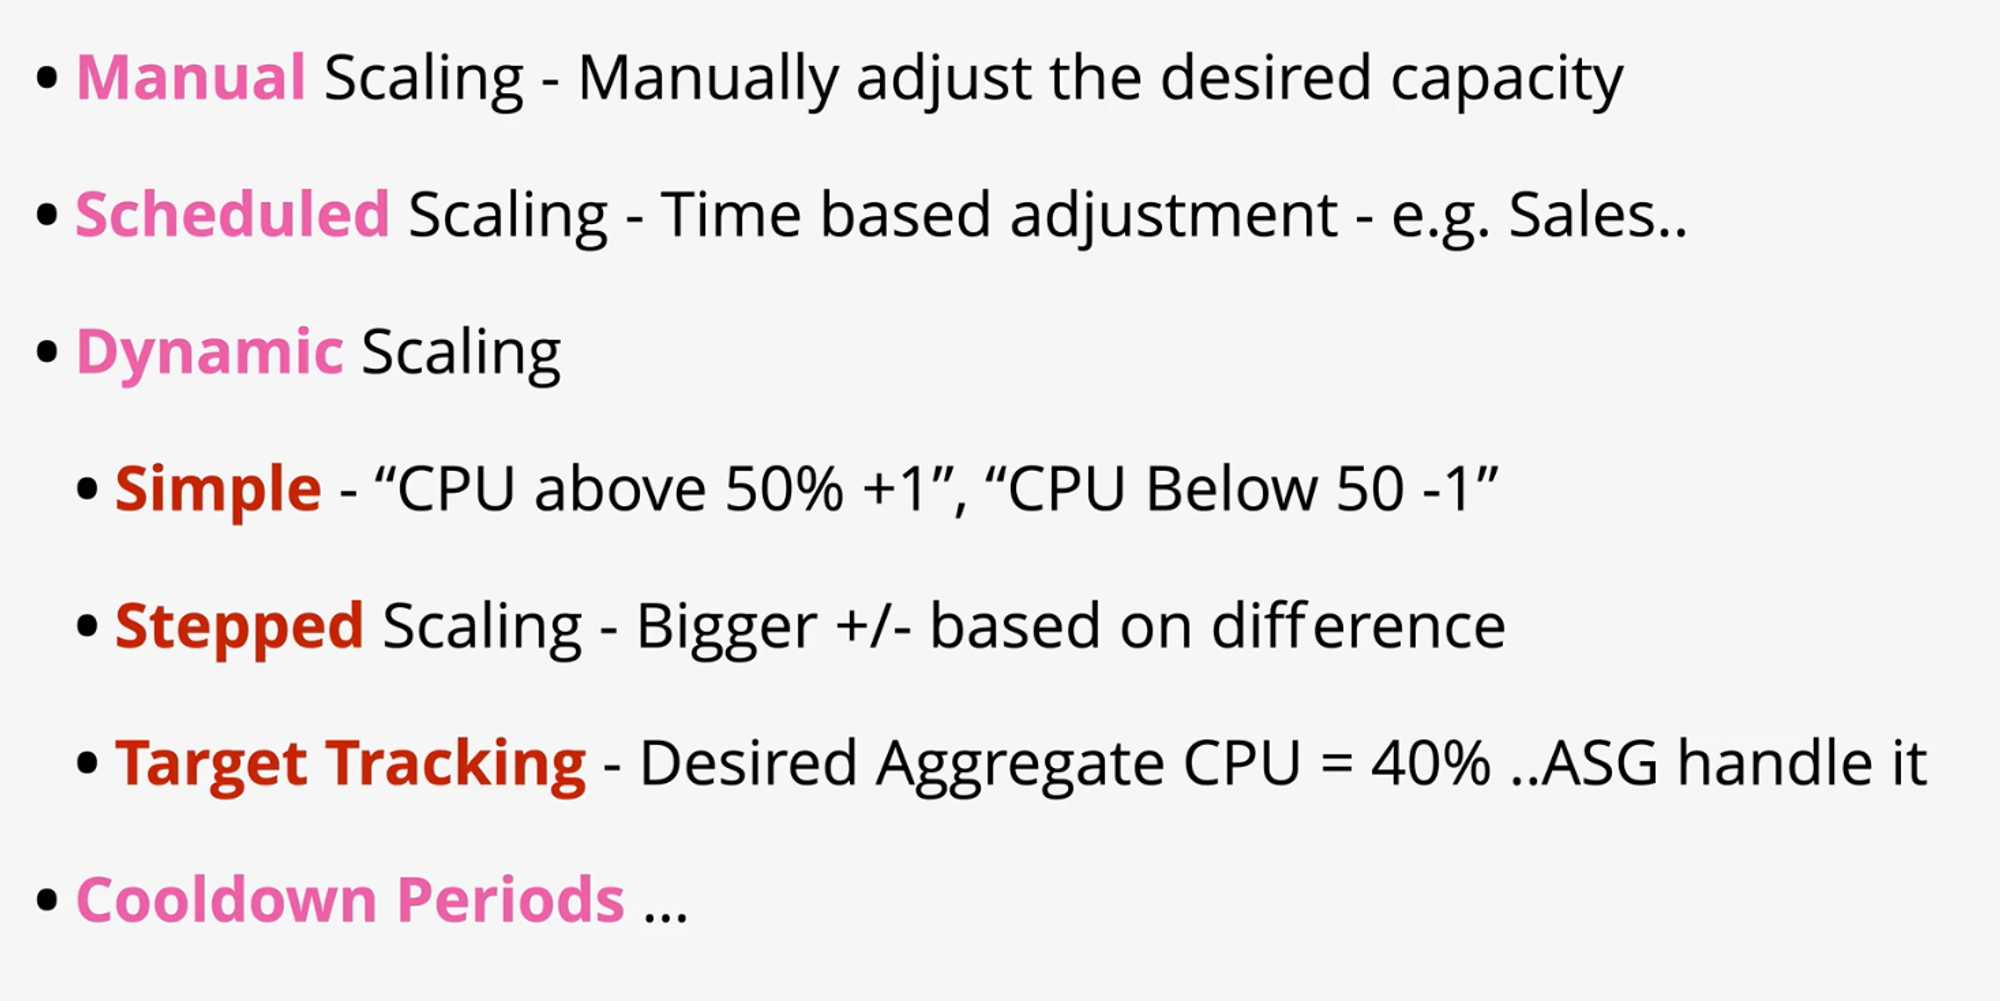 • Manual Scaling - Manually adjust the desired capacity
• Scheduled Scaling - Time based adjustment - e.g. Sales..
• Dynamic Scaling
• Simple - “CPU above 50% +1”, “CPU Below 50 -1”
• Stepped Scaling - Bigger +/- based on difference
• Target Tracking - Desired Aggregate CPU = 40% ..ASG handle it
• Cooldown Periods ...